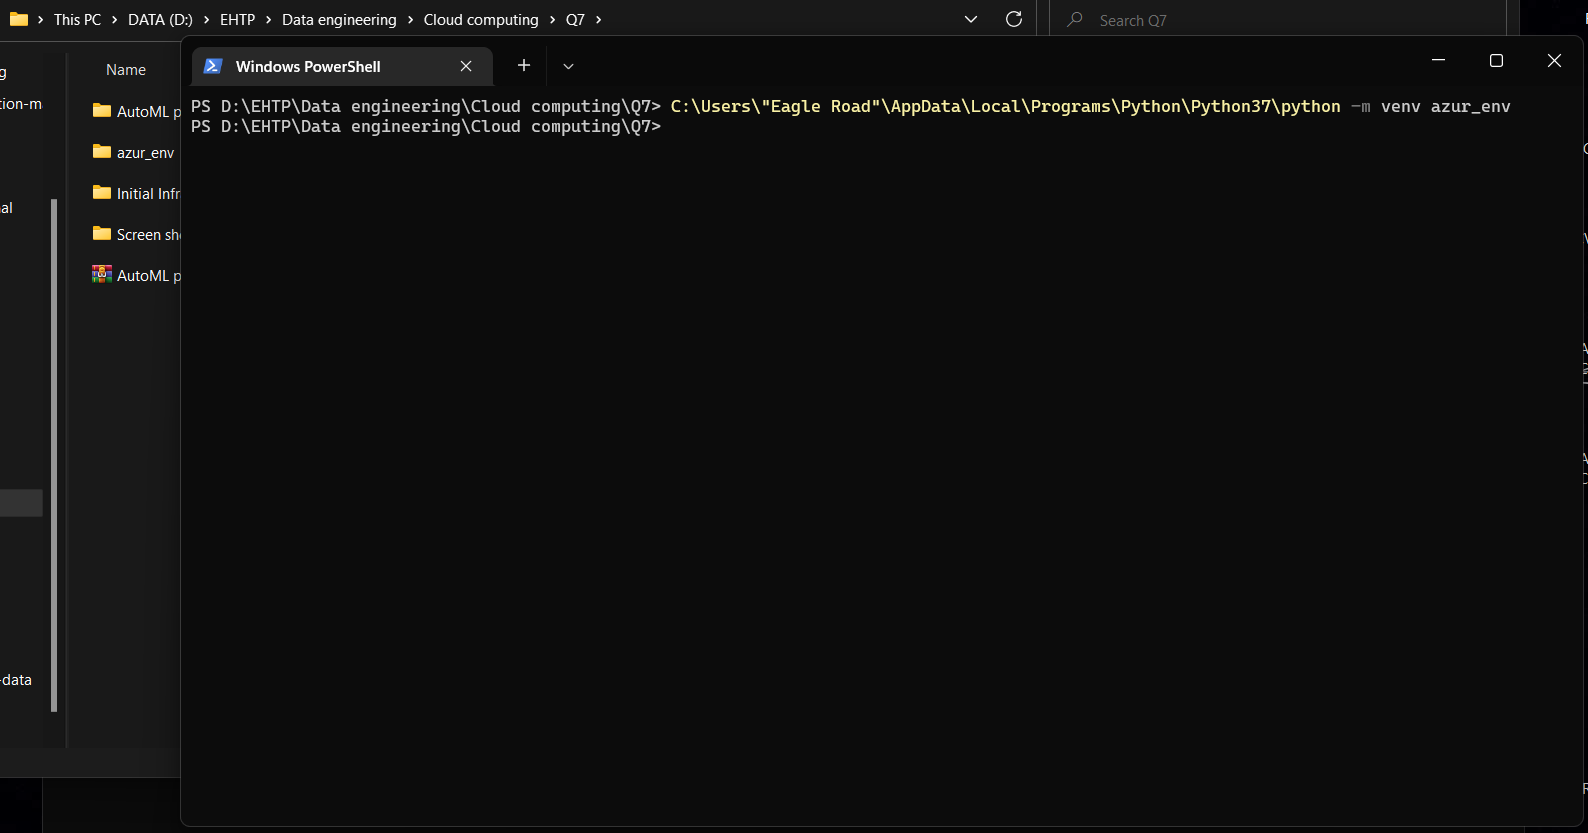 This PC > DATA (D:) > EHTP > Data engineering > Cloud computing > Q7 >
Search Q7
Windows PowerShell
Name
AutoML p
azur_env
Initial Infr
Screen sh
AutoML p
g
tion-m
al
-data
PS D:\EHTP\Data engineering\Cloud computing\Q7> C:\Users\"Eagle Road"\AppData\Local\Programs\Python\Python37\python -m venv azur_env
PS D:\EHTP\Data engineering\Cloud computing\Q7>